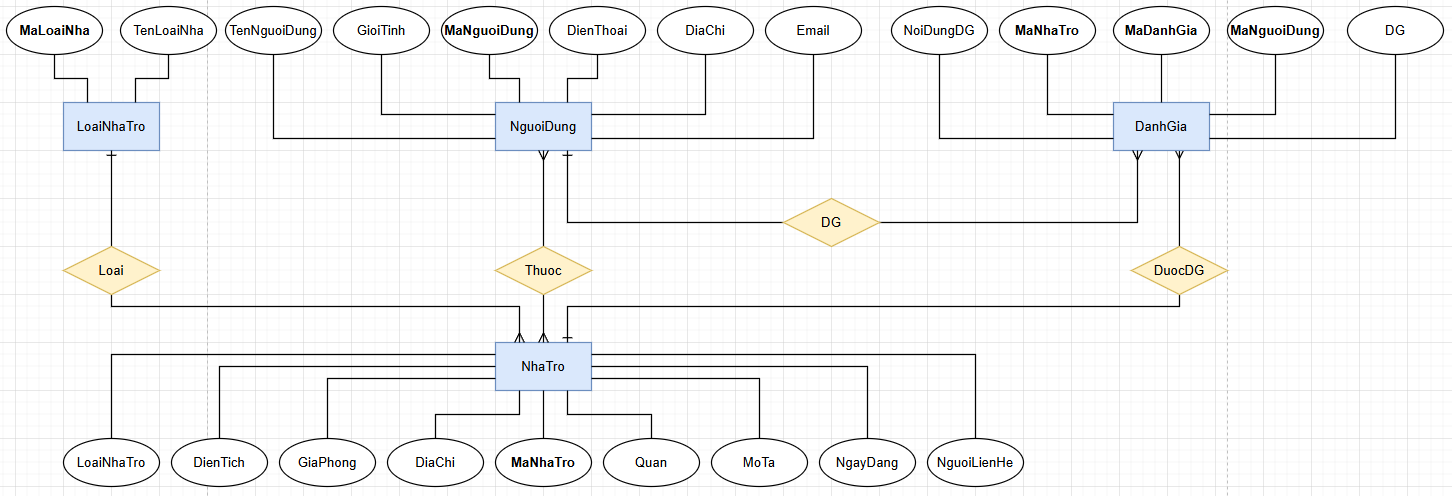 MaLoaiNha
TenLoaiNha
TenNguoiDung
GioiTinh
MaNguoiDung
DienThoai
DiaChi
Email
NoiDungDG
MaNhaTro
MaDanhGia
MaNguoiDung
DG
LoaiNhaTro
NguoiDung
DanhGia
DG
Loai
Thuoc
DuocDG
NhaTro
LoaiNhaTro
DienTich
GiaPhong
DiaChi
MaNhaTro
Quan
MoTa
NgayDang
NguoiLienHe